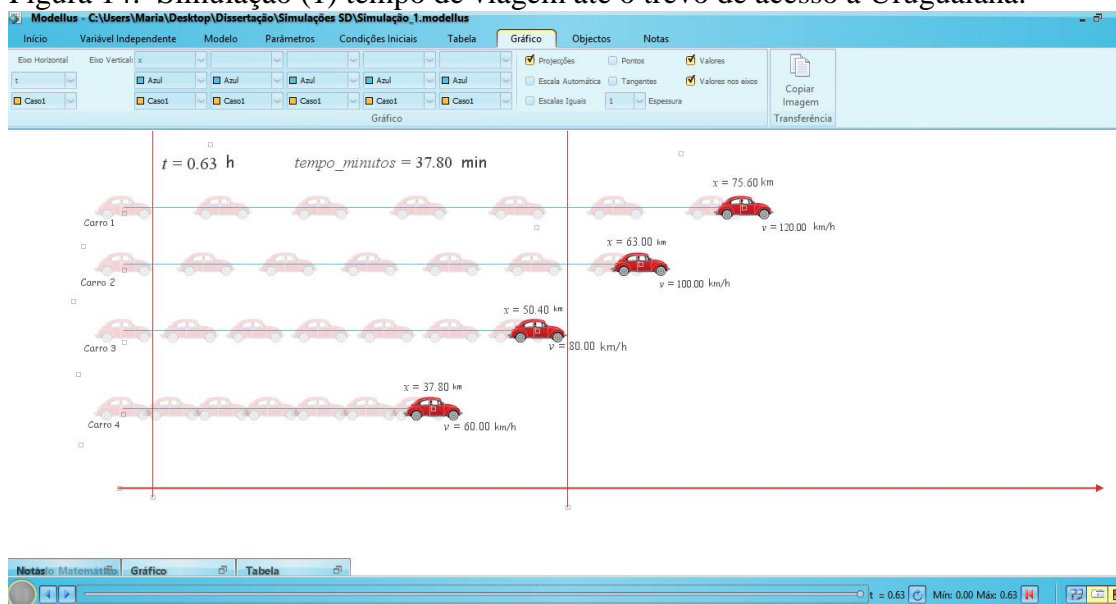 Figura 14: Simulação (1) tempo de viagem até o trevo de acesso a Uruguaiana.
Modellus - C:\Users\Maria\Desktop\Dissertação\Simulações SD\Simulação_1.modellus
Início Variável Independente Modelo Parâmetros Condições Iniciais Tabela Gráfico Objectos Notas
Eixo Horizontal Eixo Vertical: x Projecções Pontos Valores
t Azul Azul Azul Azul Azul Escala Automática Tangentes Valores nos eixos
Caso1 Caso1 Caso1 Caso1 Caso1 Caso1 Escalas Iguais 1 Espessura
Copiar
Imagem
Gráfico Transferência
t = 0.63 h tempo_minutos = 37.80 min
x = 75.60 km
Carro 1
v = 120.00 km/h
x = 63.00 km
Carro 2
v = 100.00 km/h
x = 50.40 km
Carro 3
v = 80.00 km/h
x = 37.80 km
Carro 4
v = 60.00 km/h
Notas Matemático Gráfico Tabela
t = 0.63 Mín: 0.00 Máx: 0.63